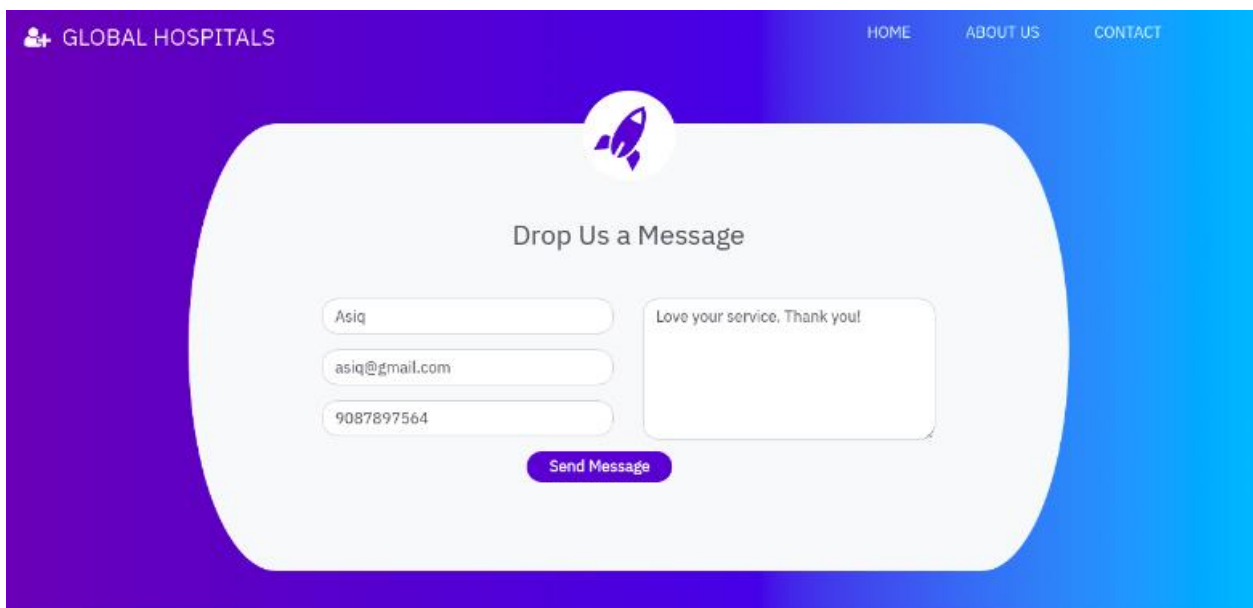 GLOBAL HOSPITALS
HOME ABOUT US CONTACT
Drop Us a Message
Asiq
asiq@gmail.com
9087897564
Love your service. Thank you!
Send Message